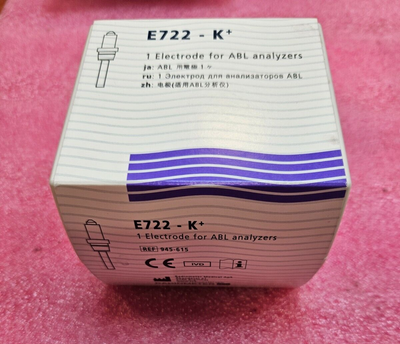 E722 - K⁺
1 Electrode for ABL analyzers
ja: ABL 用電極 1ヶ
ru: 1 Электрод для анализаторов ABL
zh: 电极(适用ABL分析仪)
E722 - K⁺
1 Electrode for ABL analyzers
REF 945-615
CE IVD